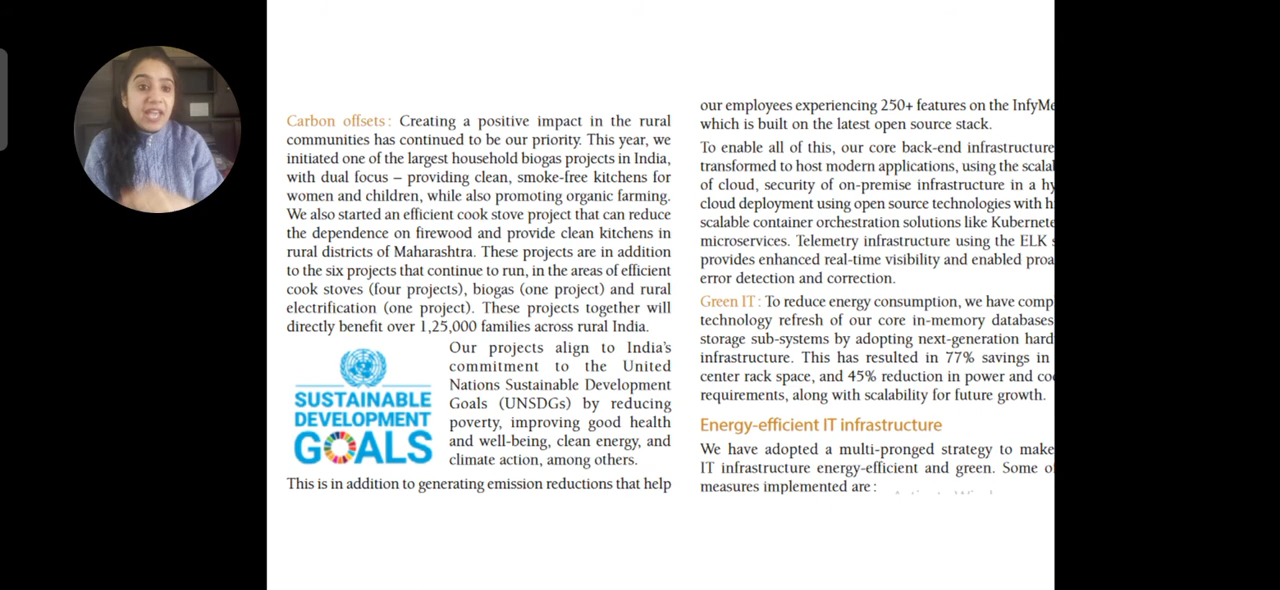 Carbon offsets: Creating a positive impact in the rural
communities has continued to be our priority. This year, we
initiated one of the largest household biogas projects in India,
with dual focus – providing clean, smoke-free kitchens for
women and children, while also promoting organic farming.
We also started an efficient cook stove project that can reduce
the dependence on firewood and provide clean kitchens in
rural districts of Maharashtra. These projects are in addition
to the six projects that continue to run, in the areas of efficient
cook stoves (four projects), biogas (one project) and rural
electrification (one project). These projects together will
directly benefit over 1,25,000 families across rural India.
SUSTAINABLE
DEVELOPMENT
GOALS
Our projects align to India's
commitment to the United
Nations Sustainable Development
Goals (UNSDGs) by reducing
poverty, improving good health
and well-being, clean energy, and
climate action, among others.
This is in addition to generating emission reductions that help
our employees experiencing 250+ features on the
which is built on the latest open source stack.
To enable all of this, our core back-end infrastructure
transformed to host modern applications, using the
of cloud, security of on-premise infrastructure in a
cloud deployment using open source technologies with
scalable container orchestration solutions like
microservices. Telemetry infrastructure using the ELK
provides enhanced real-time visibility and enabled
error detection and correction.
Green IT: To reduce energy consumption, we have
technology refresh of our core in-memory databases
storage sub-systems by adopting next-generation
infrastructure. This has resulted in 77% savings in
center rack space, and 45% reduction in power and
requirements, along with scalability for future growth.
Energy-efficient IT infrastructure
We have adopted a multi-pronged strategy to make
IT infrastructure energy-efficient and green. Some
measures implemented are: